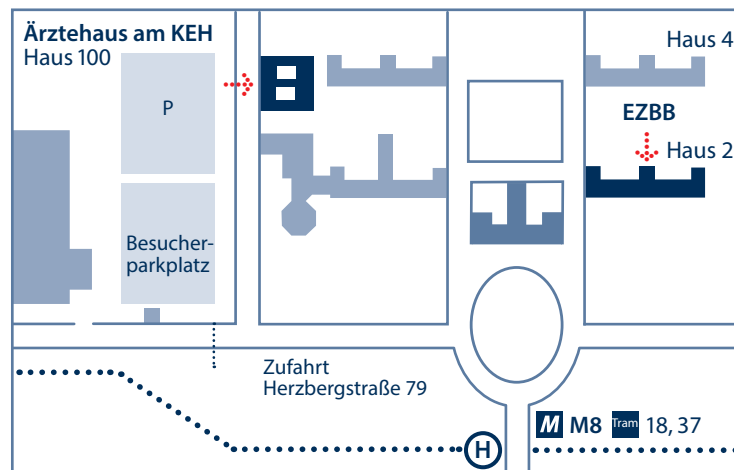 Ärztehaus am KEH
Haus 100
Haus 4
P
EZBB
Haus 2
Besucher-
parkplatz
Zufahrt
Herzbergstraße 79
M M8 Tram 18, 37
H